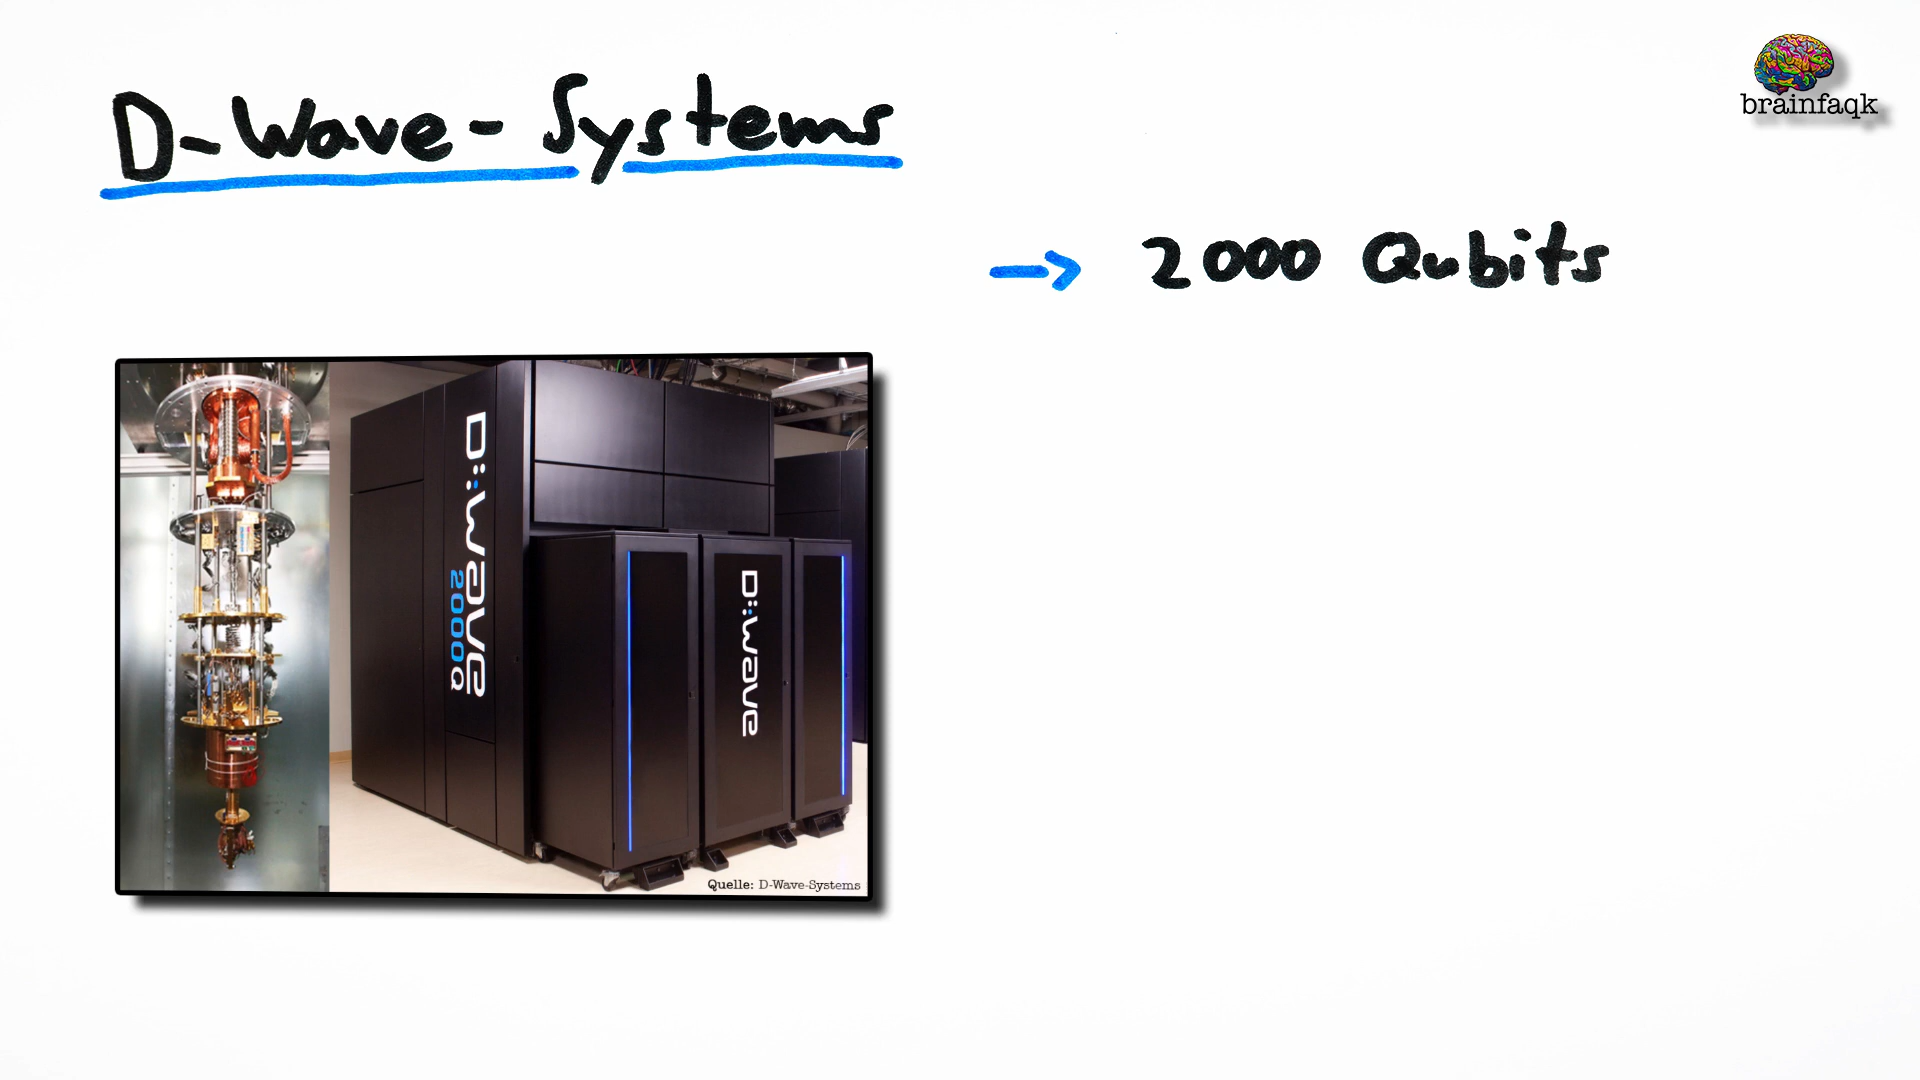 D-Wave-Systems
brainfaqk
→ 2000 Qubits
D:Wave
2000Q
D:Wave
Quelle: D-Wave-Systems